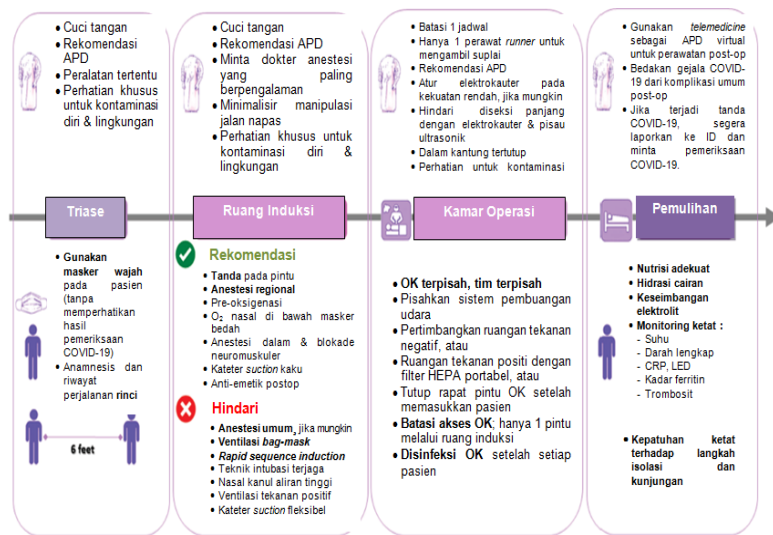 • Cuci tangan
• Rekomendasi APD
• Peralatan tertentu
• Perhatian khusus untuk kontaminasi diri & lingkungan
Triase
• Gunakan masker wajah pada pasien (tanpa memperhatikan hasil pemeriksaan COVID-19)
• Anamnesis dan riwayat perjalanan rinci
6 feet
• Cuci tangan
• Rekomendasi APD
• Minta dokter anestesi yang paling berpengalaman
• Minimalisir manipulasi jalan napas
• Perhatian khusus untuk kontaminasi diri & lingkungan
Ruang Induksi
Rekomendasi
• Tanda pada pintu
• Anestesi regional
• Pre-oksigenasi
• O₂ nasal di bawah masker bedah
• Anestesi dalam & blokade neuromuskuler
• Kateter suction kaku
• Anti-emetik postop
Hindari
• Anestesi umum, jika mungkin
• Ventilasi bag-mask
• Rapid sequence induction
• Teknik intubasi terjaga
• Nasal kanul aliran tinggi
• Ventilasi tekanan positif
• Kateter suction fleksibel
• Batasi 1 jadwal
• Hanya 1 perawat runner untuk mengambil suplai
• Rekomendasi APD
• Atur elektrokauter pada kekuatan rendah, jika mungkin
• Hindari diseksi panjang dengan elektrokauter & pisau ultrasonik
• Dalam kantung tertutup
• Perhatian untuk kontaminasi
Kamar Operasi
• OK terpisah, tim terpisah
• Pisahkan sistem pembuangan udara
• Pertimbangkan ruangan tekanan negatif, atau
• Ruangan tekanan positi dengan filter HEPA portabel, atau
• Tutup rapat pintu OK setelah memasukkan pasien
• Batasi akses OK; hanya 1 pintu melalui ruang induksi
• Disinfeksi OK setelah setiap pasien
• Gunakan telemedicine sebagai APD virtual untuk perawatan post-op
• Bedakan gejala COVID-19 dari komplikasi umum post-op
• Jika terjadi tanda COVID-19, segera laporkan ke ID dan minta pemeriksaan COVID-19.
Pemulihan
• Nutrisi adekuat
• Hidrasi cairan
• Keseimbangan elektrolit
• Monitoring ketat :
- Suhu
- Darah lengkap
- CRP, LED
- Kadar ferritin
- Trombosit
• Kepatuhan ketat terhadap langkah isolasi dan kunjungan